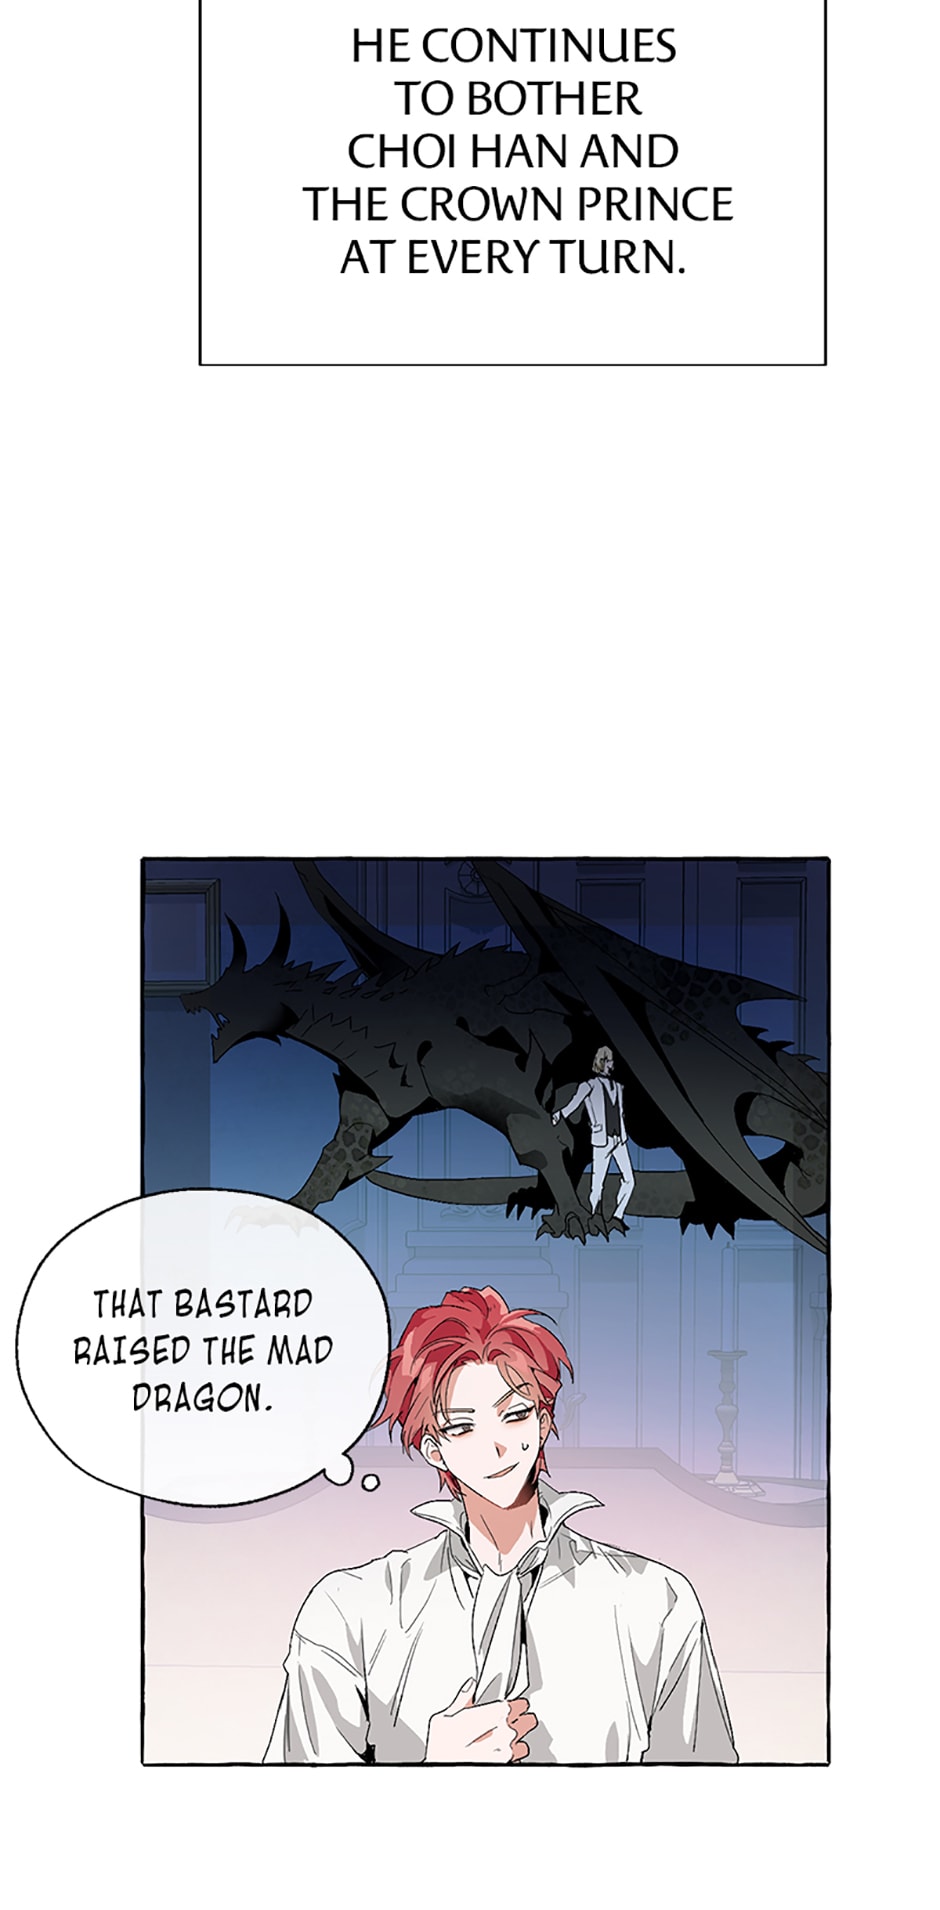 HE CONTINUES
TO BOTHER
CHOI HAN AND
THE CROWN PRINCE
AT EVERY TURN.
THAT BASTARD
RAISED THE MAD
DRAGON.